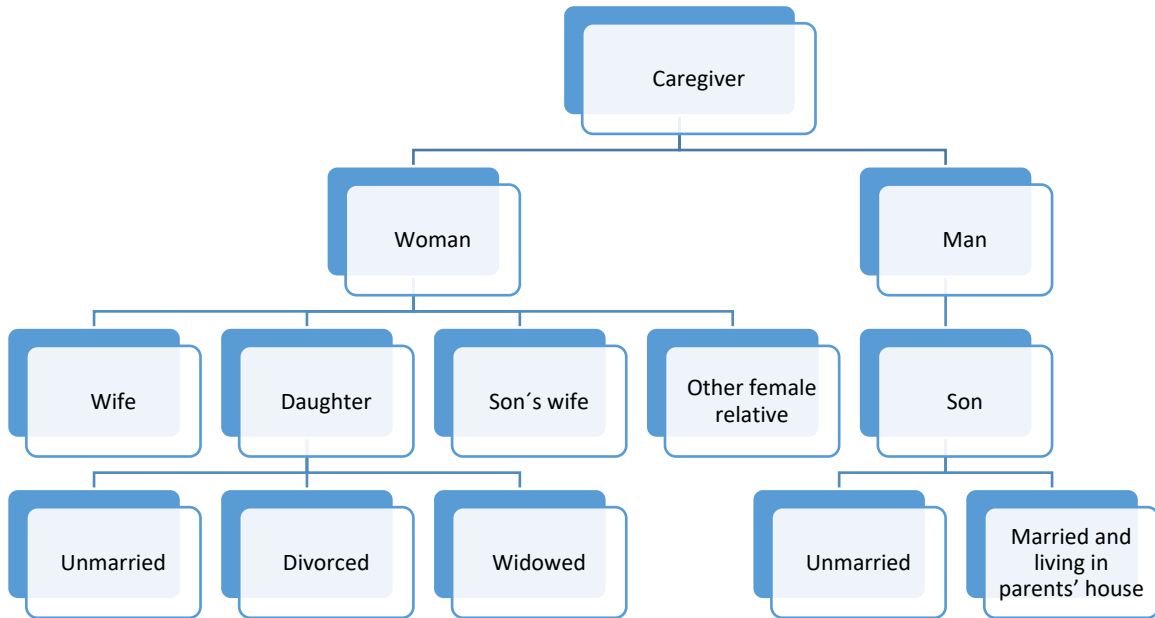 Caregiver
Woman
Man
Wife
Daughter
Son´s wife
Other female
relative
Son
Unmarried
Divorced
Widowed
Unmarried
Married and
living in
parents’ house